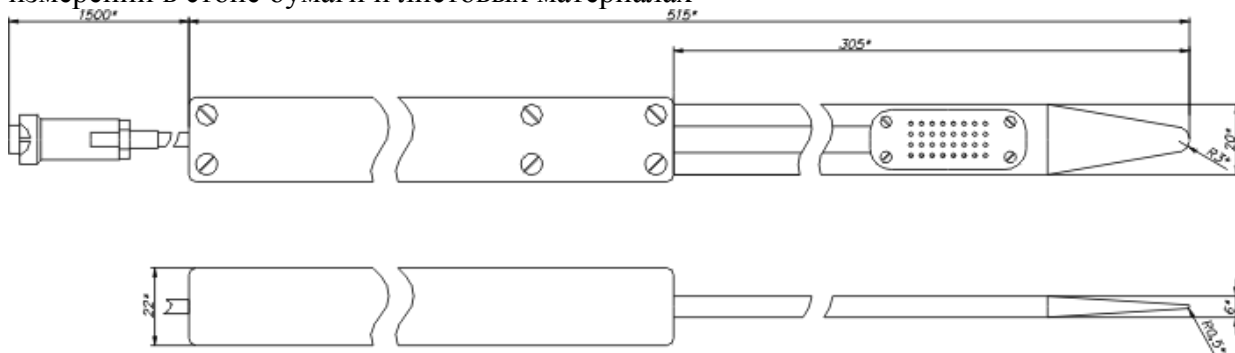 измерений в стопе бумаги и листовых материалах
1500*
515*
305*
20*
R3*
22*
6*
R0,5*